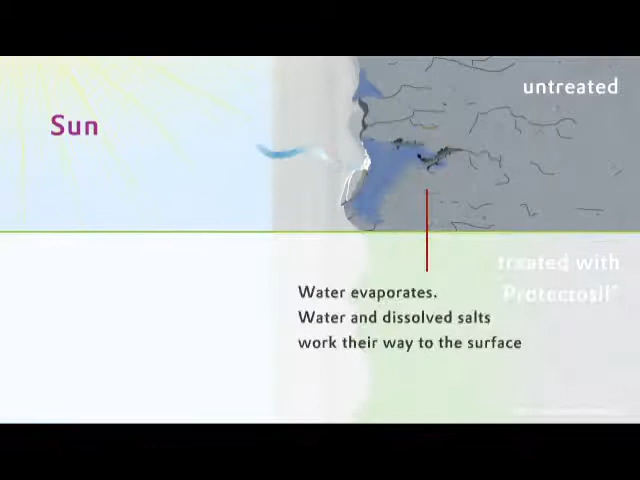 untreated
Sun
treated with
Protectosil®
Water evaporates.
Water and dissolved salts
work their way to the surface